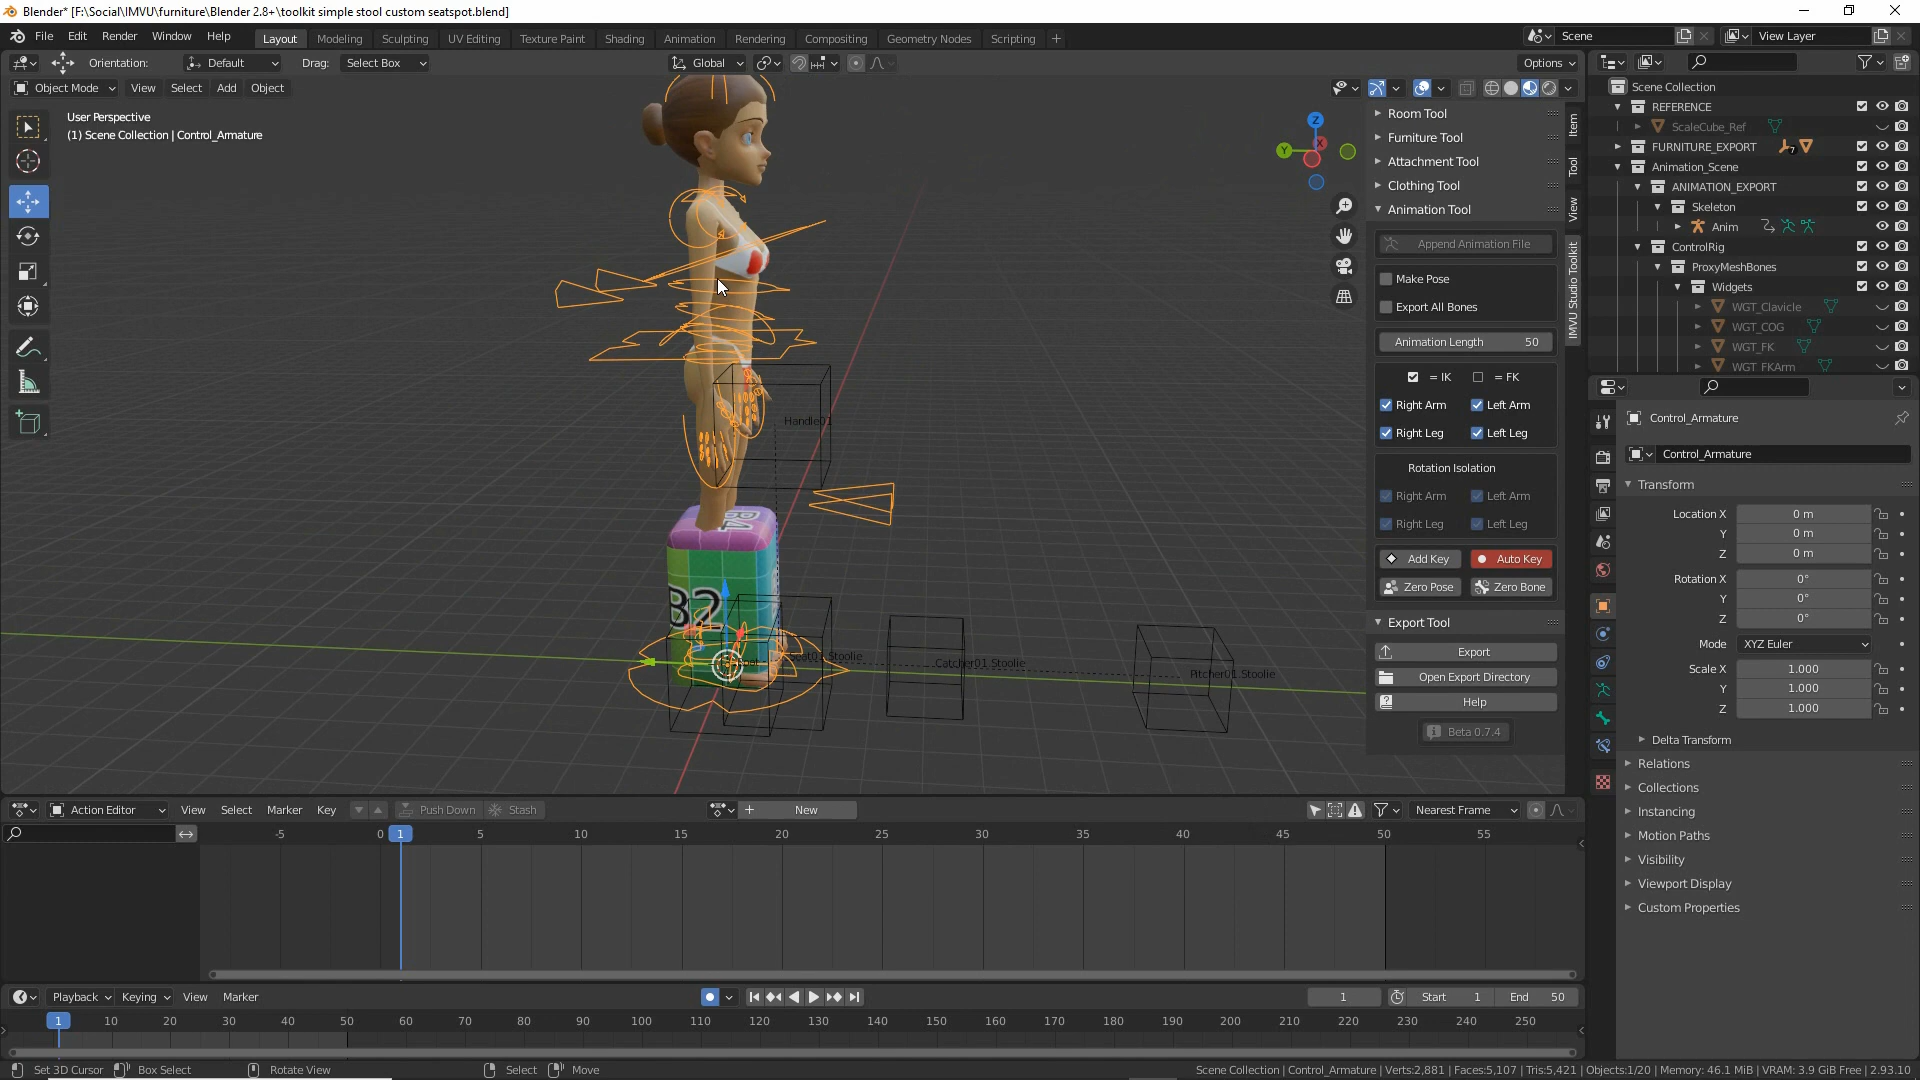 Blender* [F:\Social\IMVU\furniture\Blender 2.8+\toolkit simple stool custom seatspot.blend]
File Edit Render Window Help Layout Modeling Sculpting UV Editing Texture Paint Shading Animation Rendering Compositing Geometry Nodes Scripting + Scene View Layer
Orientation: Default Drag: Select Box Global Options
Object Mode View Select Add Object
User Perspective
(1) Scene Collection | Control_Armature
Z
Y
X
Handle01
B4
B2
Seat01.Stoolie
Catcher01.Stoolie
Pitcher01.Stoolie
Room Tool
Furniture Tool
Attachment Tool
Clothing Tool
Animation Tool
Append Animation File
Make Pose
Export All Bones
Animation Length 50
= IK = FK
Right Arm Left Arm
Right Leg Left Leg
Rotation Isolation
Right Arm Left Arm
Right Leg Left Leg
Add Key Auto Key
Zero Pose Zero Bone
Export Tool
Export
Open Export Directory
Help
Beta 0.7.4
Item
Tool
View
IMVU Studio Toolkit
Scene Collection
REFERENCE
ScaleCube_Ref
FURNITURE_EXPORT 7
Animation_Scene
ANIMATION_EXPORT
Skeleton
Anim
ControlRig
ProxyMeshBones
Widgets
WGT_Clavicle
WGT_COG
WGT_FK
WGT_FKArm
Control_Armature
Control_Armature
Transform
Location X 0 m
Y 0 m
Z 0 m
Rotation X 0°
Y 0°
Z 0°
Mode XYZ Euler
Scale X 1.000
Y 1.000
Z 1.000
Delta Transform
Relations
Collections
Instancing
Motion Paths
Visibility
Viewport Display
Custom Properties
Action Editor View Select Marker Key Push Down Stash New Nearest Frame
-5 0 1 5 10 15 20 25 30 35 40 45 50 55
Playback Keying View Marker 1 Start 1 End 50
1 10 20 30 40 50 60 70 80 90 100 110 120 130 140 150 160 170 180 190 200 210 220 230 240 250
Set 3D Cursor Box Select Rotate View Select Move Scene Collection | Control_Armature | Verts:2,881 | Faces:5,107 | Tris:5,421 | Objects:1/20 | Memory: 46.1 MiB | VRAM: 3.9 GiB Free | 2.93.10